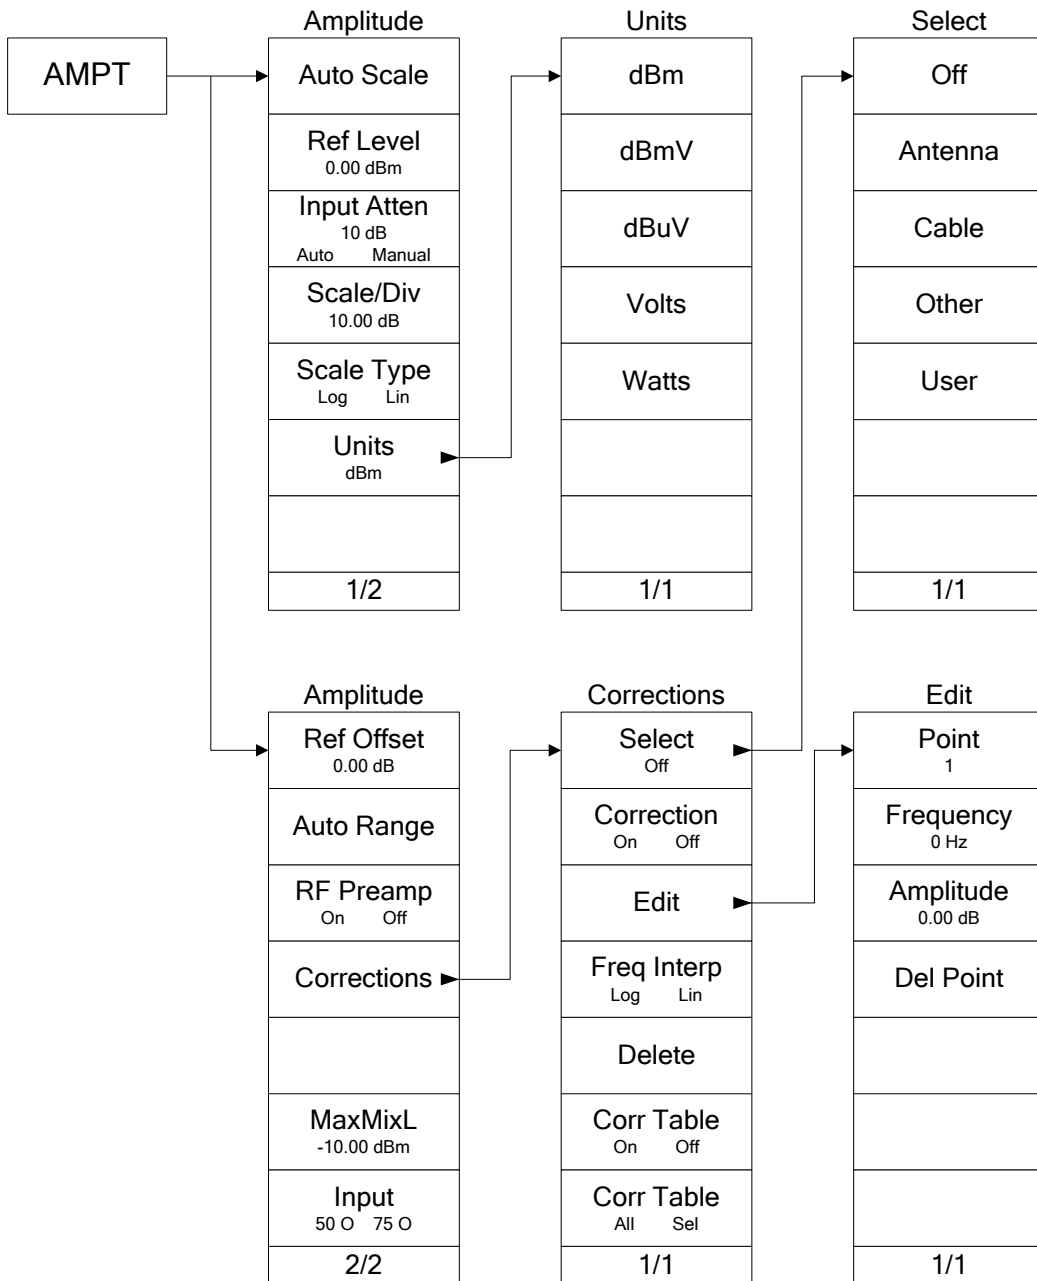 AMPT
Amplitude
Auto Scale
Ref Level
0.00 dBm
Input Atten
10 dB
Auto Manual
Scale/Div
10.00 dB
Scale Type
Log Lin
Units
dBm
1/2
Units
dBm
dBmV
dBuV
Volts
Watts
1/1
Select
Off
Antenna
Cable
Other
User
1/1
Amplitude
Ref Offset
0.00 dB
Auto Range
RF Preamp
On Off
Corrections
MaxMixL
-10.00 dBm
Input
50 O 75 O
2/2
Corrections
Select
Off
Correction
On Off
Edit
Freq Interp
Log Lin
Delete
Corr Table
On Off
Corr Table
All Sel
1/1
Edit
Point
1
Frequency
0 Hz
Amplitude
0.00 dB
Del Point
1/1